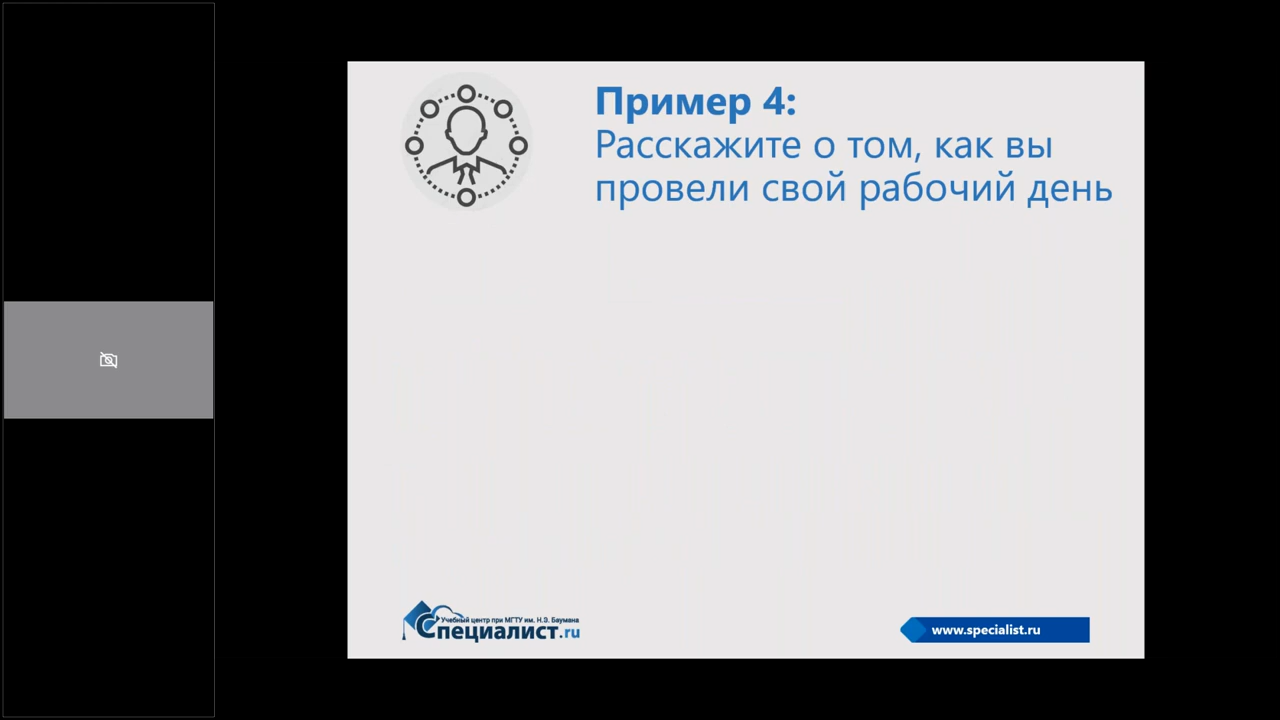 Пример 4:
Расскажите о том, как вы
провели свой рабочий день
Учебный центр при МГТУ им. Н.Э. Баумана
Специалист.ru
www.specialist.ru